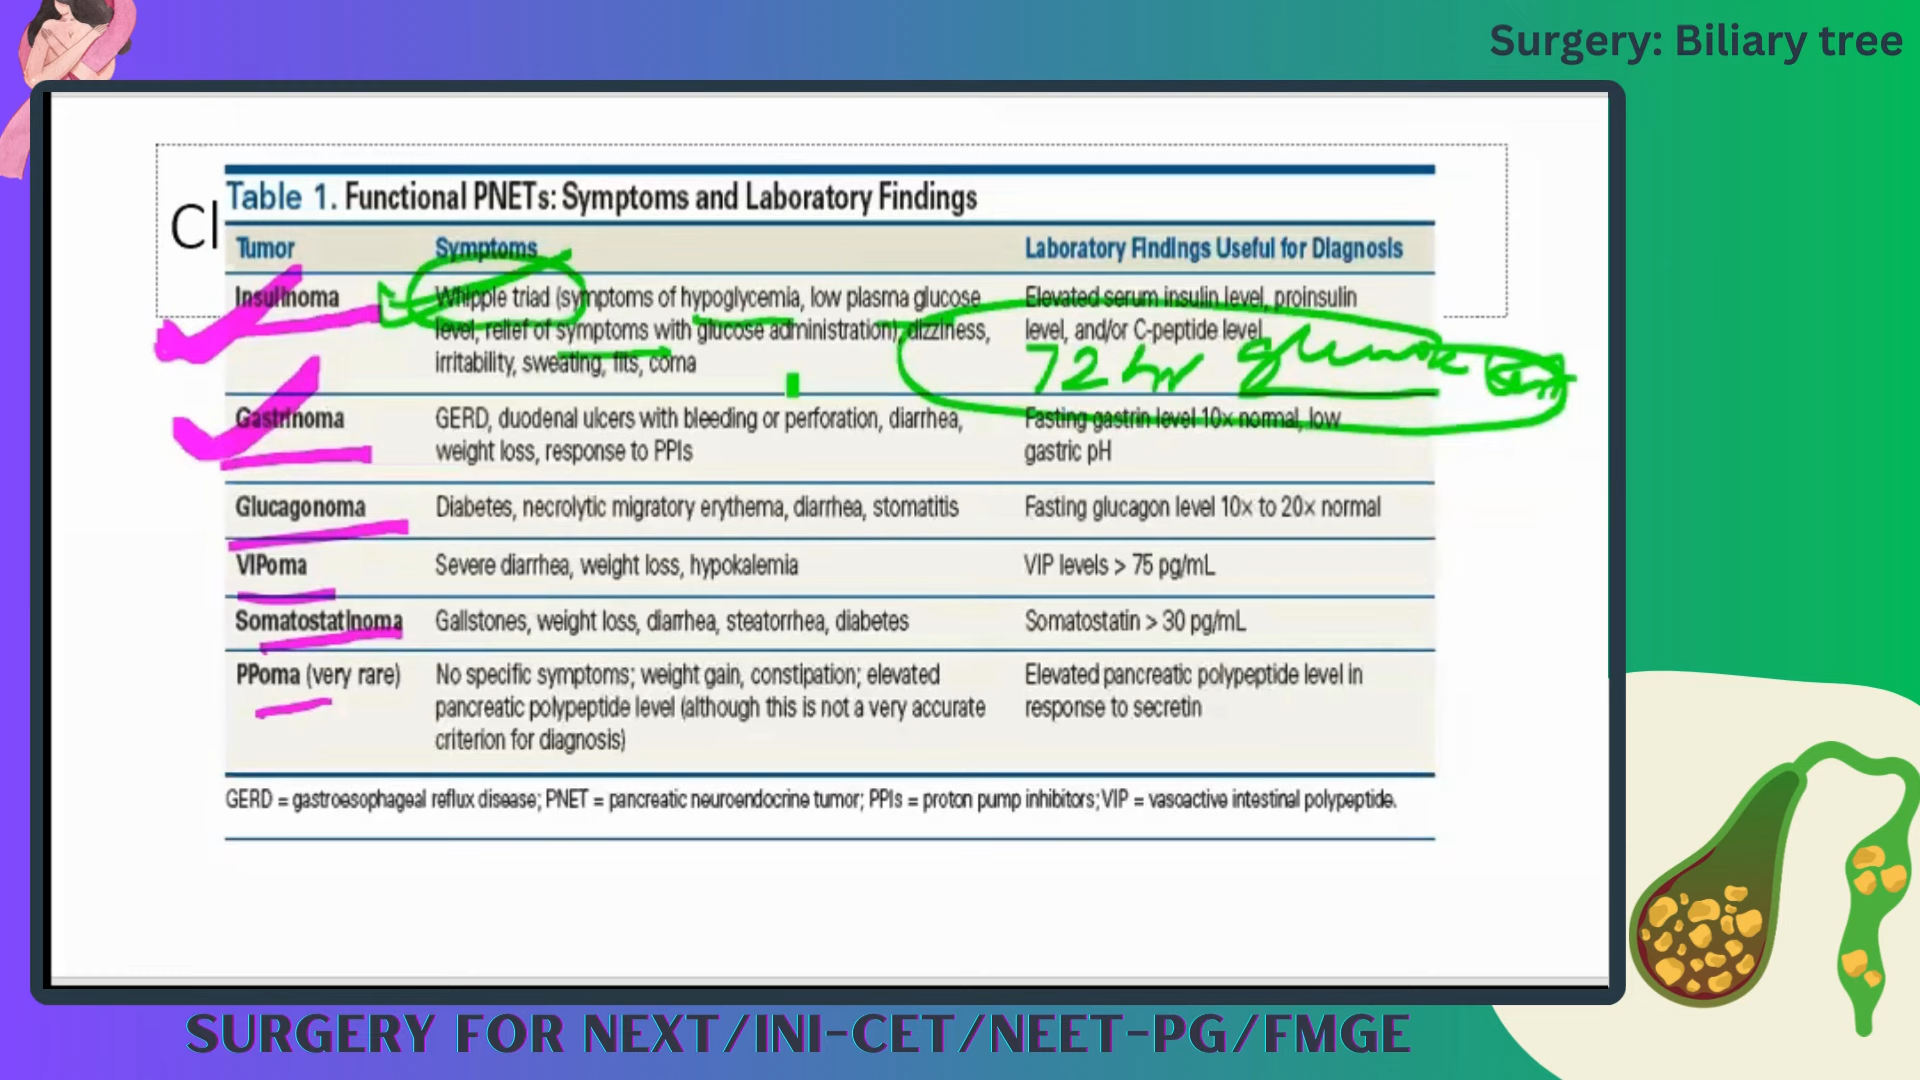 Surgery: Biliary tree
Cl
Table 1. Functional PNETs: Symptoms and Laboratory Findings
Tumor Symptoms Laboratory Findings Useful for Diagnosis
Insulinoma Whipple triad (symptoms of hypoglycemia, low plasma glucose Elevated serum insulin level, proinsulin
level, relief of symptoms with glucose administration), dizziness, level, and/or C-peptide level
irritability, sweating, fits, coma 72 hr
Gastrinoma GERD, duodenal ulcers with bleeding or perforation, diarrhea, Fasting gastrin level 10x normal, low
weight loss, response to PPIs gastric pH
Glucagonoma Diabetes, necrolytic migratory erythema, diarrhea, stomatitis Fasting glucagon level 10x to 20x normal
VIPoma Severe diarrhea, weight loss, hypokalemia VIP levels > 75 pg/mL
Somatostatinoma Gallstones, weight loss, diarrhea, steatorrhea, diabetes Somatostatin > 30 pg/mL
PPoma (very rare) No specific symptoms; weight gain, constipation; elevated Elevated pancreatic polypeptide level in
pancreatic polypeptide level (although this is not a very accurate response to secretin
criterion for diagnosis)
GERD = gastroesophageal reflux disease; PNET = pancreatic neuroendocrine tumor; PPIs = proton pump inhibitors; VIP = vasoactive intestinal polypeptide.
SURGERY FOR NEXT/INI-CET/NEET-PG/FMGE